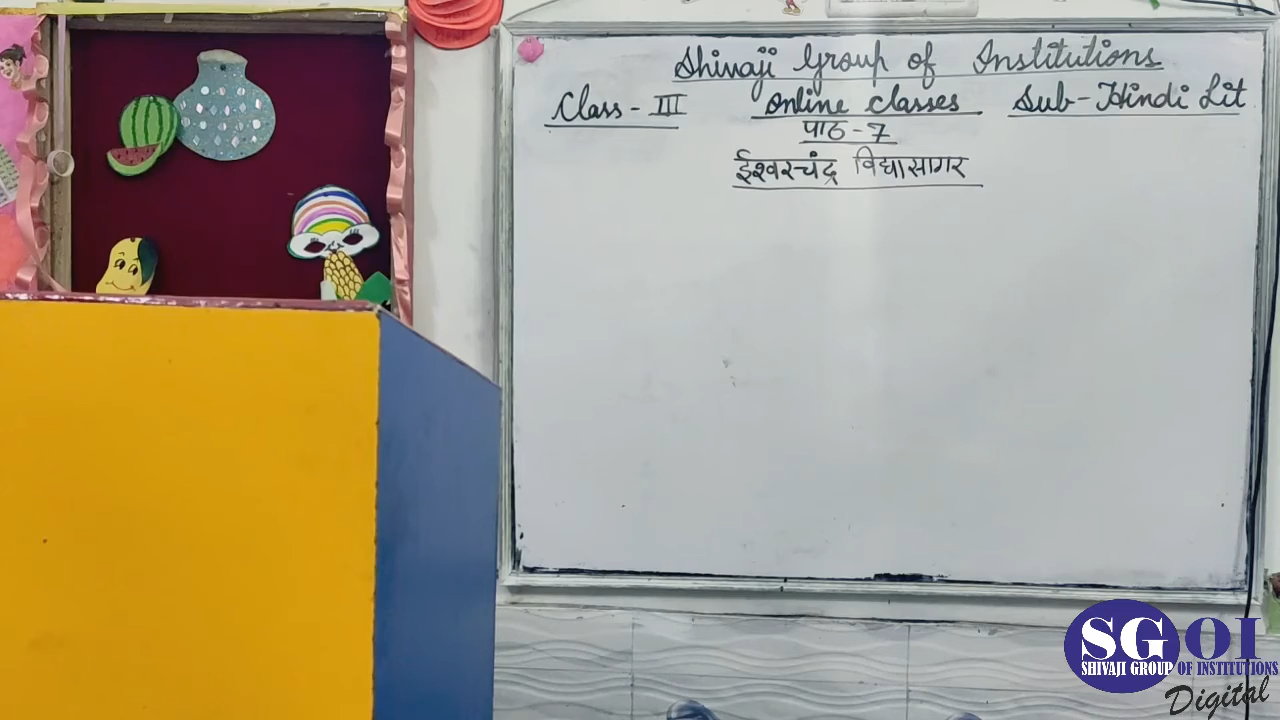 Shivaji Group of Institutions
Class - III Online classes Sub - Hindi Lit
पाठ - 7
ईश्वरचंद्र विद्यासागर
SGOI
SHIVAJI GROUP OF INSTITUTIONS
Digital